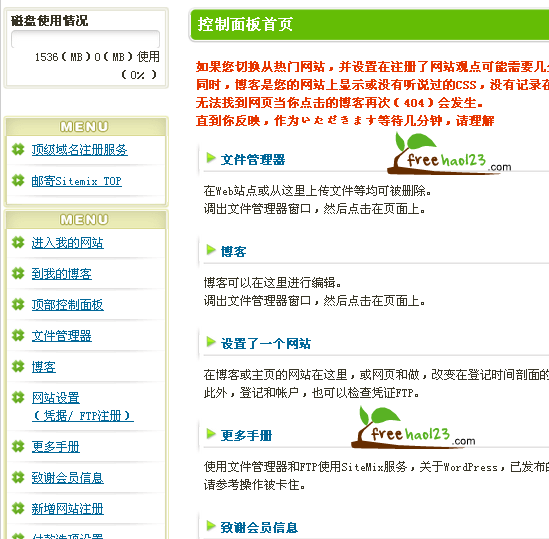 磁盘使用情况
1536(MB)0(MB)使用
(0%)
MENU
顶级域名注册服务
邮寄Sitemix TOP
MENU
进入我的网站
到我的博客
顶部控制面板
文件管理器
博客
网站设置
(凭据/ FTP注册)
更多手册
致谢会员信息
新增网站注册
付款选项设置
控制面板首页
如果您切换从热门网站，并设置在注册了网站观点可能需要几
同时，博客是您的网站上显示或没有听说过的CSS，没有记录在
无法找到网页当你点击的博客再次(404)会发生。
直到你反映，作为いただきます等待几分钟，请理解
freehao123.com
文件管理器
在Web站点或从这里上传文件等均可被删除。
调出文件管理器窗口，然后点击在页面上。
博客
博客可以在这里进行编辑。
调出文件管理器窗口，然后点击在页面上。
设置了一个网站
在博客或主页的网站在这里，或网页和做，改变在登记时间剖面的
此外，登记和帐户，也可以检查凭证FTP。
freehao123.com
更多手册
使用文件管理器和FTP使用SiteMix服务，关于WordPress，已发布的
请参考操作被卡住。
致谢会员信息